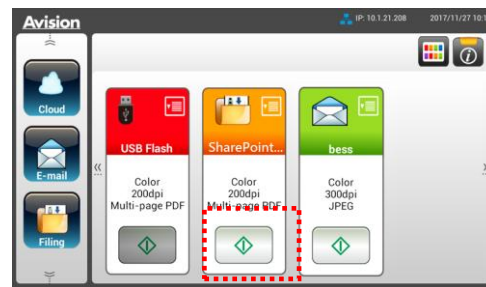 Avision
IP: 10.1.21.208
2017/11/27 10:1
Cloud
E-mail
Filing
USB Flash
Color
200dpi
Multi-page PDF
SharePoint...
Color
200dpi
Multi-page PDF
bess
Color
300dpi
JPEG